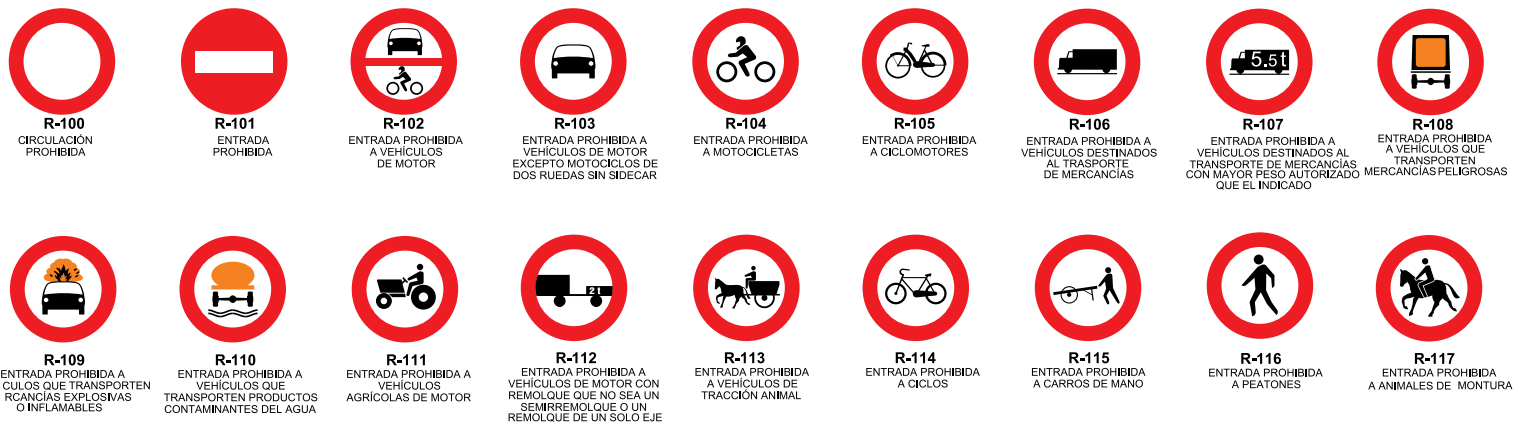 5.5t
R-100
CIRCULACIÓN
PROHIBIDA
R-101
ENTRADA
PROHIBIDA
R-102
ENTRADA PROHIBIDA
A VEHÍCULOS
DE MOTOR
R-103
ENTRADA PROHIBIDA A
VEHÍCULOS DE MOTOR
EXCEPTO MOTOCICLOS DE
DOS RUEDAS SIN SIDECAR
R-104
ENTRADA PROHIBIDA
A MOTOCICLETAS
R-105
ENTRADA PROHIBIDA
A CICLOMOTORES
R-106
ENTRADA PROHIBIDA A
VEHÍCULOS DESTINADOS
AL TRASPORTE
DE MERCANCÍAS
R-107
ENTRADA PROHIBIDA A
VEHÍCULOS DESTINADOS AL
TRANSPORTE DE MERCANCÍAS
CON MAYOR PESO AUTORIZADO
QUE EL INDICADO
R-108
ENTRADA PROHIBIDA
A VEHÍCULOS QUE
TRANSPORTEN
MERCANCÍAS PELIGROSAS
2 t
R-109
ENTRADA PROHIBIDA A
CULOS QUE TRANSPORTEN
RCANCÍAS EXPLOSIVAS
O INFLAMABLES
R-110
ENTRADA PROHIBIDA A
VEHÍCULOS QUE
TRANSPORTEN PRODUCTOS
CONTAMINANTES DEL AGUA
R-111
ENTRADA PROHIBIDA A
VEHÍCULOS
AGRÍCOLAS DE MOTOR
R-112
ENTRADA PROHIBIDA A
VEHÍCULOS DE MOTOR CON
REMOLQUE QUE NO SEA UN
SEMIRREMOLQUE O UN
REMOLQUE DE UN SOLO EJE
R-113
ENTRADA PROHIBIDA
A VEHÍCULOS DE
TRACCIÓN ANIMAL
R-114
ENTRADA PROHIBIDA
A CICLOS
R-115
ENTRADA PROHIBIDA
A CARROS DE MANO
R-116
ENTRADA PROHIBIDA
A PEATONES
R-117
ENTRADA PROHIBIDA
A ANIMALES DE MONTURA